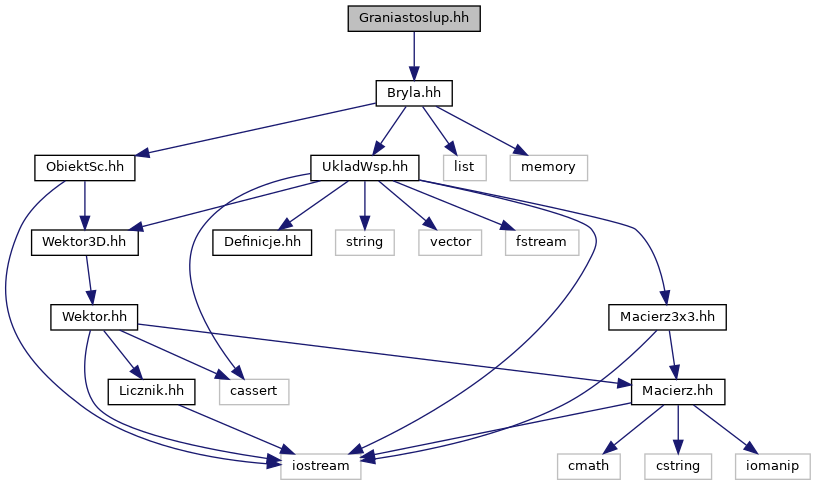 Graniastoslup.hh
Bryla.hh
ObiektSc.hh
UkladWsp.hh
list
memory
Wektor3D.hh
Definicje.hh
string
vector
fstream
Wektor.hh
Macierz3x3.hh
Licznik.hh
cassert
Macierz.hh
iostream
cmath
cstring
iomanip